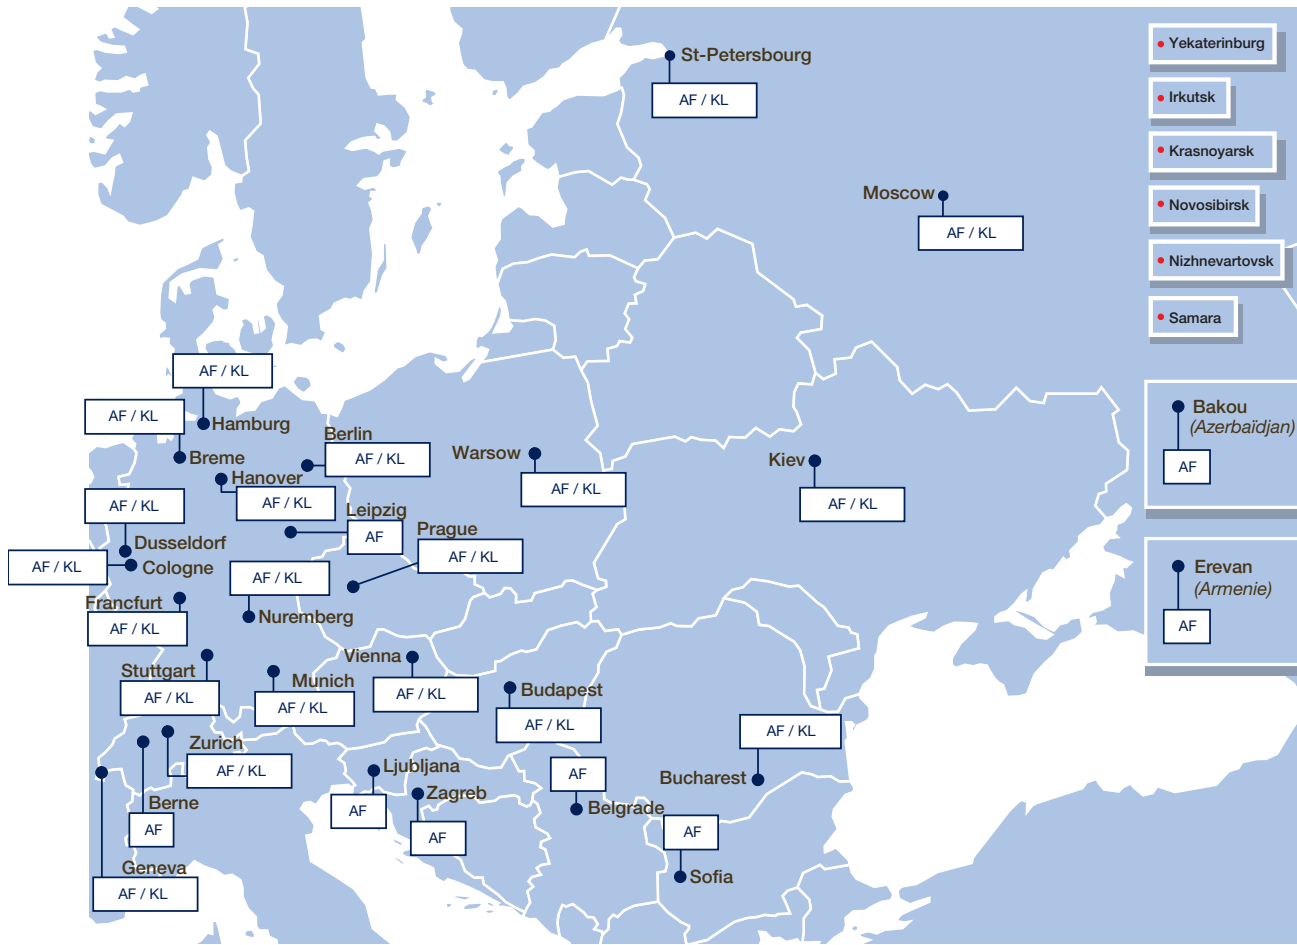 St-Petersbourg
AF / KL
Yekaterinburg
Irkutsk
Krasnoyarsk
Novosibirsk
Nizhnevartovsk
Samara
Moscow
AF / KL
AF / KL
Hamburg
AF / KL
Breme
Berlin
AF / KL
Hanover
AF / KL
Warsow
AF / KL
Kiev
AF / KL
Bakou
(Azerbaïdjan)
AF
Leipzig
AF
Prague
AF / KL
AF / KL
Dusseldorf
AF / KL
Cologne
AF / KL
Nuremberg
Francfurt
AF / KL
Erevan
(Armenie)
AF
Stuttgart
AF / KL
Munich
AF / KL
Vienna
AF / KL
Budapest
AF / KL
AF / KL
Bucharest
Zurich
AF / KL
Berne
AF
Geneva
AF / KL
Ljubljana
AF
Zagreb
AF
AF
Belgrade
AF
Sofia